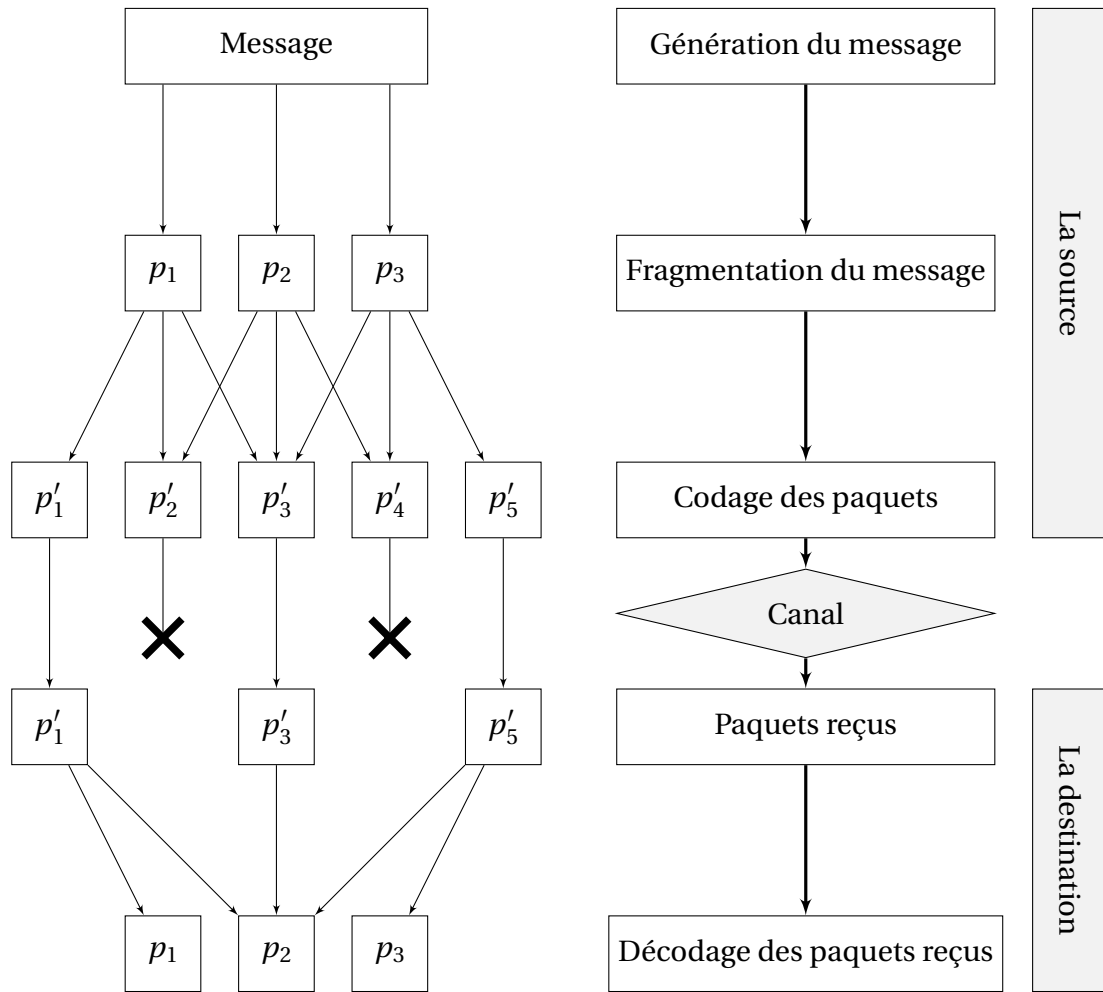 Message
Génération du message
La source
p1
p2
p3
Fragmentation du message
p′1
p′2
p′3
p′4
p′5
Codage des paquets
Canal
p′1
p′3
p′5
Paquets reçus
La destination
p1
p2
p3
Décodage des paquets reçus